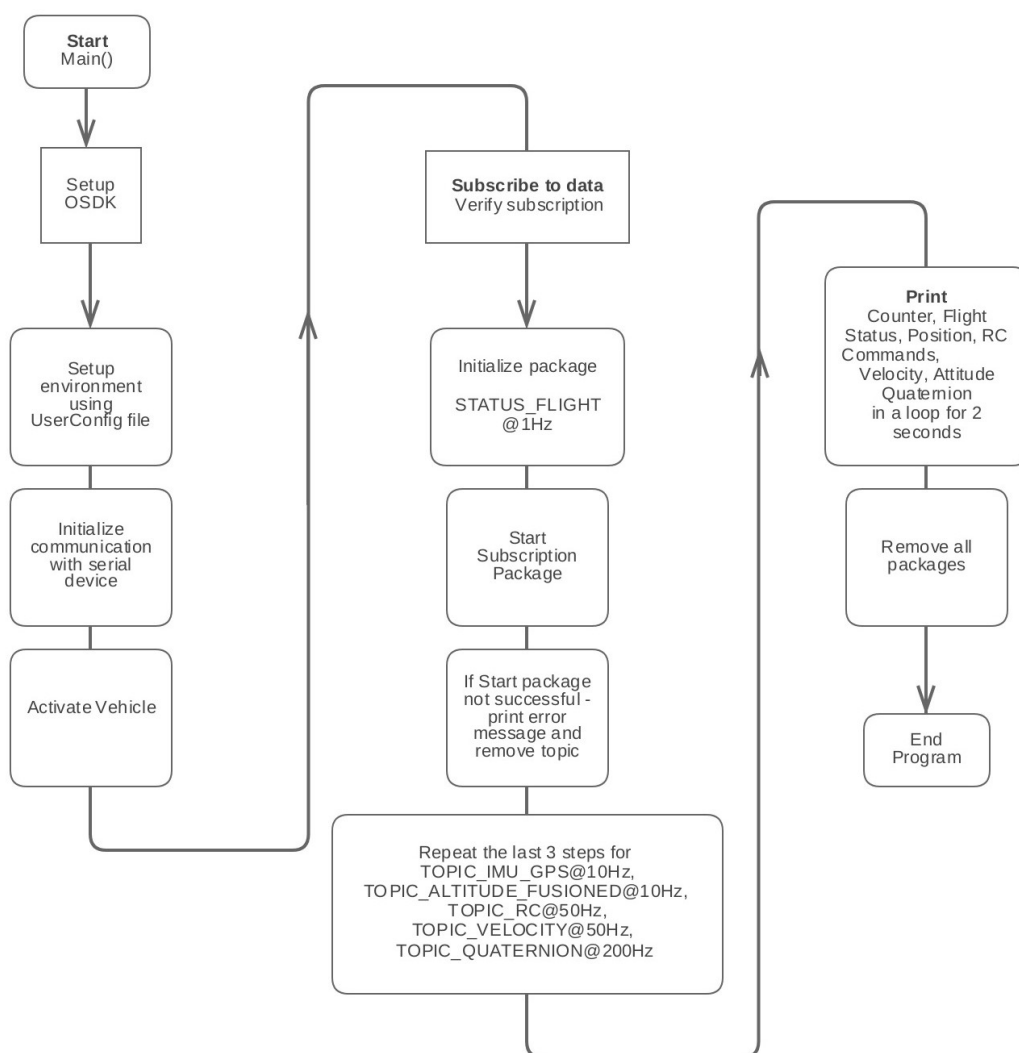 Start
Main()
Setup
OSDK
Setup
environment
using
UserConfig file
Initialize
communication
with serial
device
Activate Vehicle
Subscribe to data
Verify subscription
Initialize package
STATUS_FLIGHT
@1Hz
Start
Subscription
Package
If Start package
not successful -
print error
message and
remove topic
Repeat the last 3 steps for
TOPIC_IMU_GPS@10Hz,
TOPIC_ALTITUDE_FUSIONED@10Hz,
TOPIC_RC@50Hz,
TOPIC_VELOCITY@50Hz,
TOPIC_QUATERNION@200Hz
Print
Counter, Flight
Status, Position, RC
Commands,
Velocity, Attitude
Quaternion
in a loop for 2
seconds
Remove all
packages
End
Program